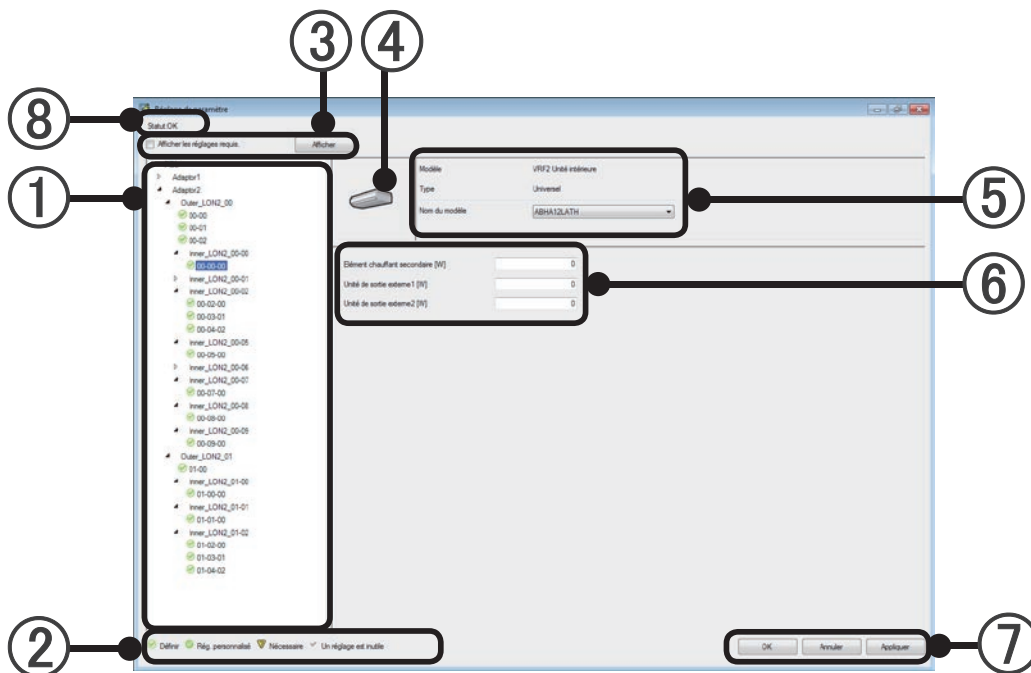 ③
④
⑧
Réglage de paramètre
Statut OK
Afficher les réglages requis.
Afficher
①
Adaptor1
Adaptor2
Outer_LON2_00
00-00
00-01
00-02
inner_LON2_00-00
00-00-00
inner_LON2_00-01
inner_LON2_00-02
00-02-00
00-03-01
00-04-02
inner_LON2_00-05
00-05-00
inner_LON2_00-06
inner_LON2_00-07
00-07-00
inner_LON2_00-08
00-08-00
inner_LON2_00-09
00-09-00
Outer_LON2_01
01-00
inner_LON2_01-00
01-00-00
inner_LON2_01-01
01-01-00
inner_LON2_01-02
01-02-00
01-03-01
01-04-02
Modèle VRF2 Unité intérieure
Type Universel
Nom du modèle ABHA12LATH
⑤
Elément chauffant secondaire [W] 0
Unité de sortie externe1 [W] 0
Unité de sortie externe2 [W] 0
⑥
②
Définir Rég. personnalisé Nécessaire Un réglage est inutile
OK Annuler Appliquer
⑦